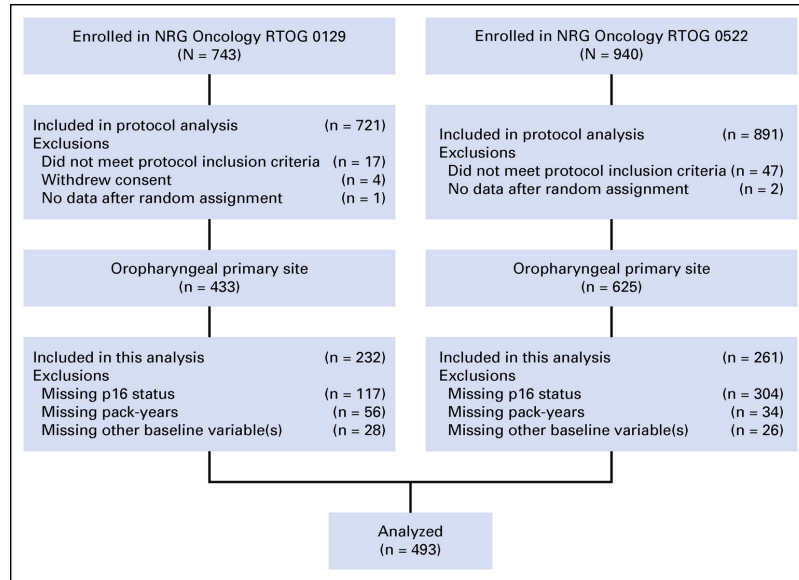 Enrolled in NRG Oncology RTOG 0129
(N = 743)
Included in protocol analysis (n = 721)
Exclusions
Did not meet protocol inclusion criteria (n = 17)
Withdrew consent (n = 4)
No data after random assignment (n = 1)
Oropharyngeal primary site
(n = 433)
Included in this analysis (n = 232)
Exclusions
Missing p16 status (n = 117)
Missing pack-years (n = 56)
Missing other baseline variable(s) (n = 28)
Enrolled in NRG Oncology RTOG 0522
(N = 940)
Included in protocol analysis (n = 891)
Exclusions
Did not meet protocol inclusion criteria (n = 47)
No data after random assignment (n = 2)
Oropharyngeal primary site
(n = 625)
Included in this analysis (n = 261)
Exclusions
Missing p16 status (n = 304)
Missing pack-years (n = 34)
Missing other baseline variable(s) (n = 26)
Analyzed
(n = 493)